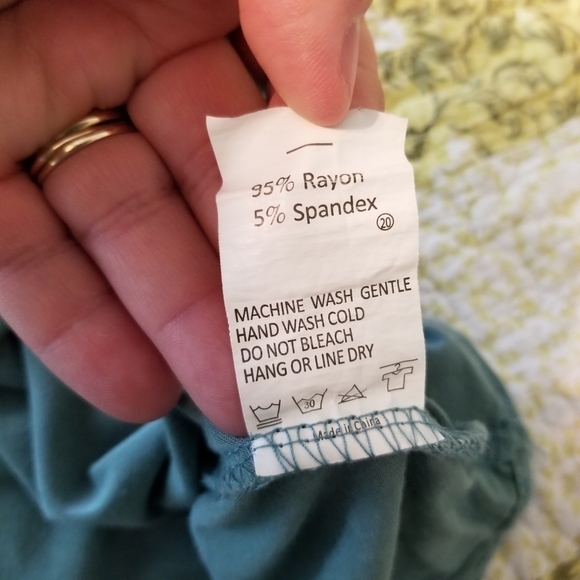 95% Rayon
5% Spandex
20
MACHINE WASH GENTLE
HAND WASH COLD
DO NOT BLEACH
HANG OR LINE DRY
30
Made in China